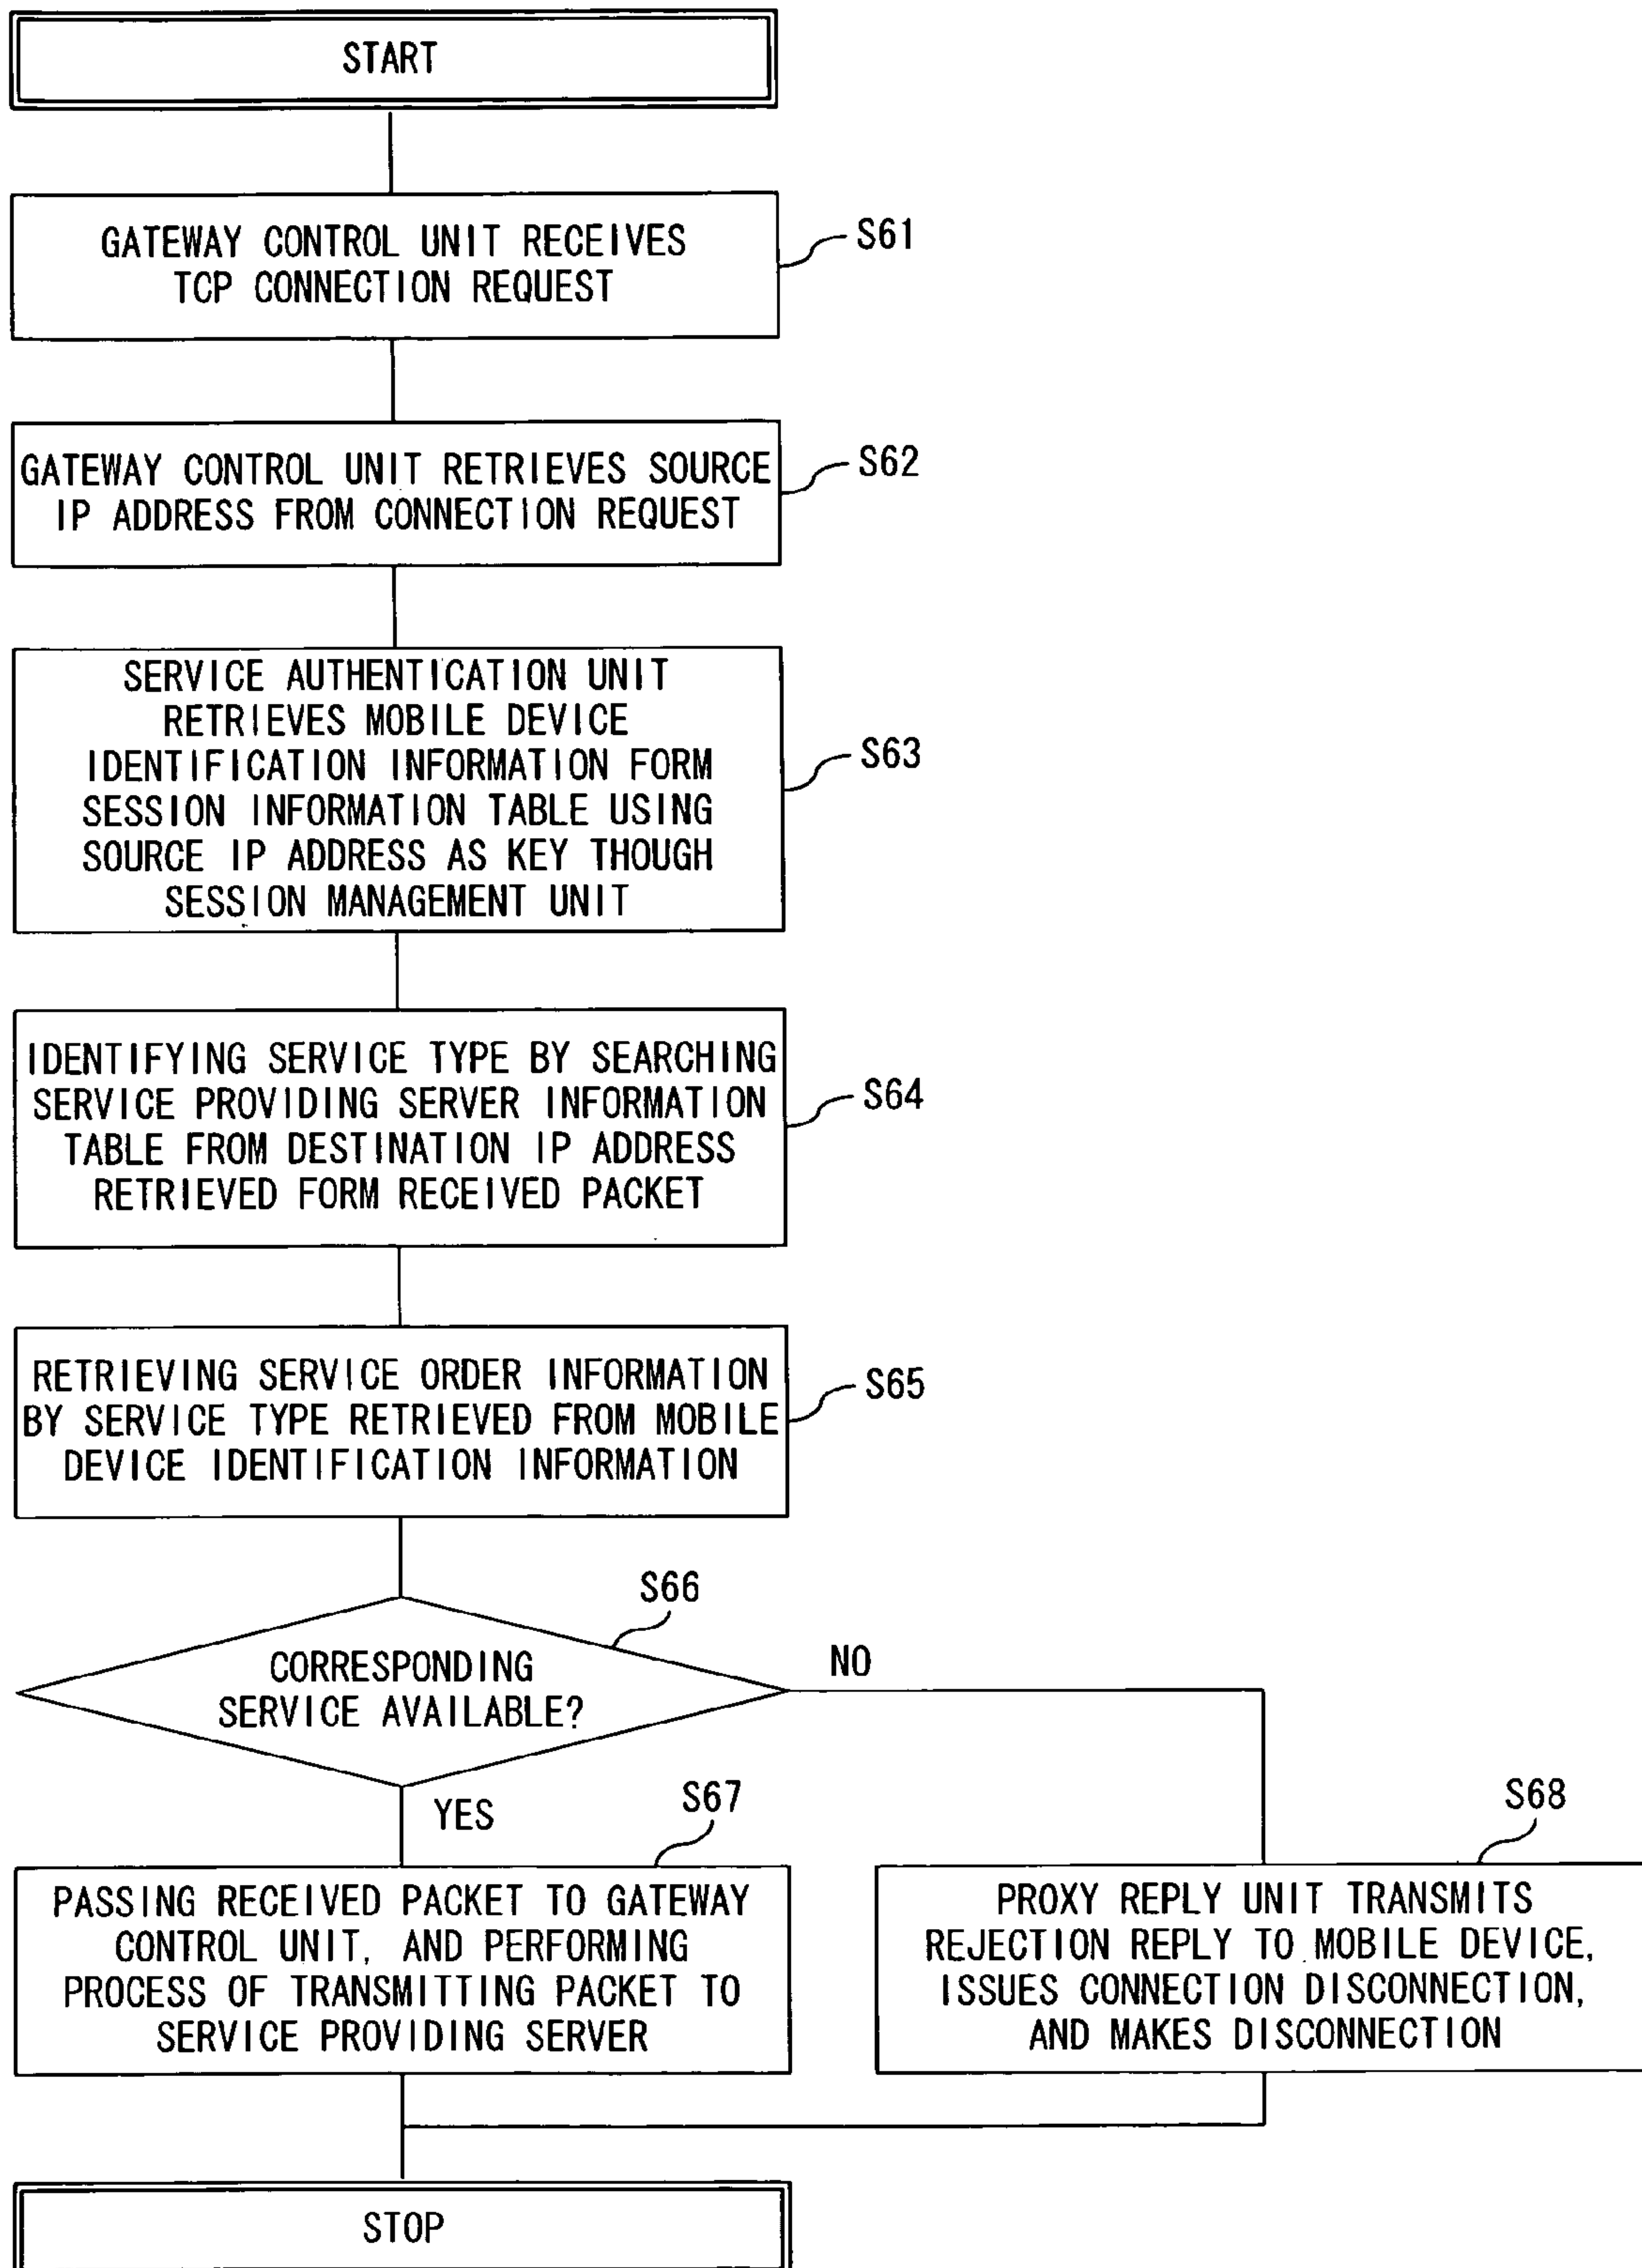 START
GATEWAY CONTROL UNIT RECEIVES
TCP CONNECTION REQUEST
S61
GATEWAY CONTROL UNIT RETRIEVES SOURCE
IP ADDRESS FROM CONNECTION REQUEST
S62
SERVICE AUTHENTICATION UNIT
RETRIEVES MOBILE DEVICE
IDENTIFICATION INFORMATION FORM
SESSION INFORMATION TABLE USING
SOURCE IP ADDRESS AS KEY THOUGH
SESSION MANAGEMENT UNIT
S63
IDENTIFYING SERVICE TYPE BY SEARCHING
SERVICE PROVIDING SERVER INFORMATION
TABLE FROM DESTINATION IP ADDRESS
RETRIEVED FORM RECEIVED PACKET
S64
RETRIEVING SERVICE ORDER INFORMATION
BY SERVICE TYPE RETRIEVED FROM MOBILE
DEVICE IDENTIFICATION INFORMATION
S65
S66
CORRESPONDING
SERVICE AVAILABLE?
NO
YES
S67
PASSING RECEIVED PACKET TO GATEWAY
CONTROL UNIT, AND PERFORMING
PROCESS OF TRANSMITTING PACKET TO
SERVICE PROVIDING SERVER
S68
PROXY REPLY UNIT TRANSMITS
REJECTION REPLY TO MOBILE DEVICE,
ISSUES CONNECTION DISCONNECTION,
AND MAKES DISCONNECTION
STOP